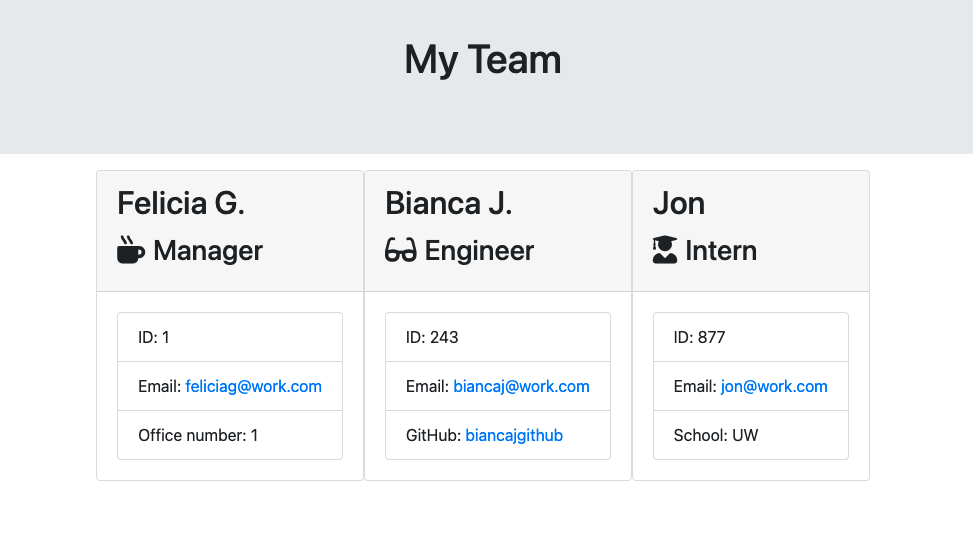 My Team
Felicia G.
Manager
ID: 1
Email: feliciag@work.com
Office number: 1
Bianca J.
Engineer
ID: 243
Email: biancaj@work.com
GitHub: biancajgithub
Jon
Intern
ID: 877
Email: jon@work.com
School: UW